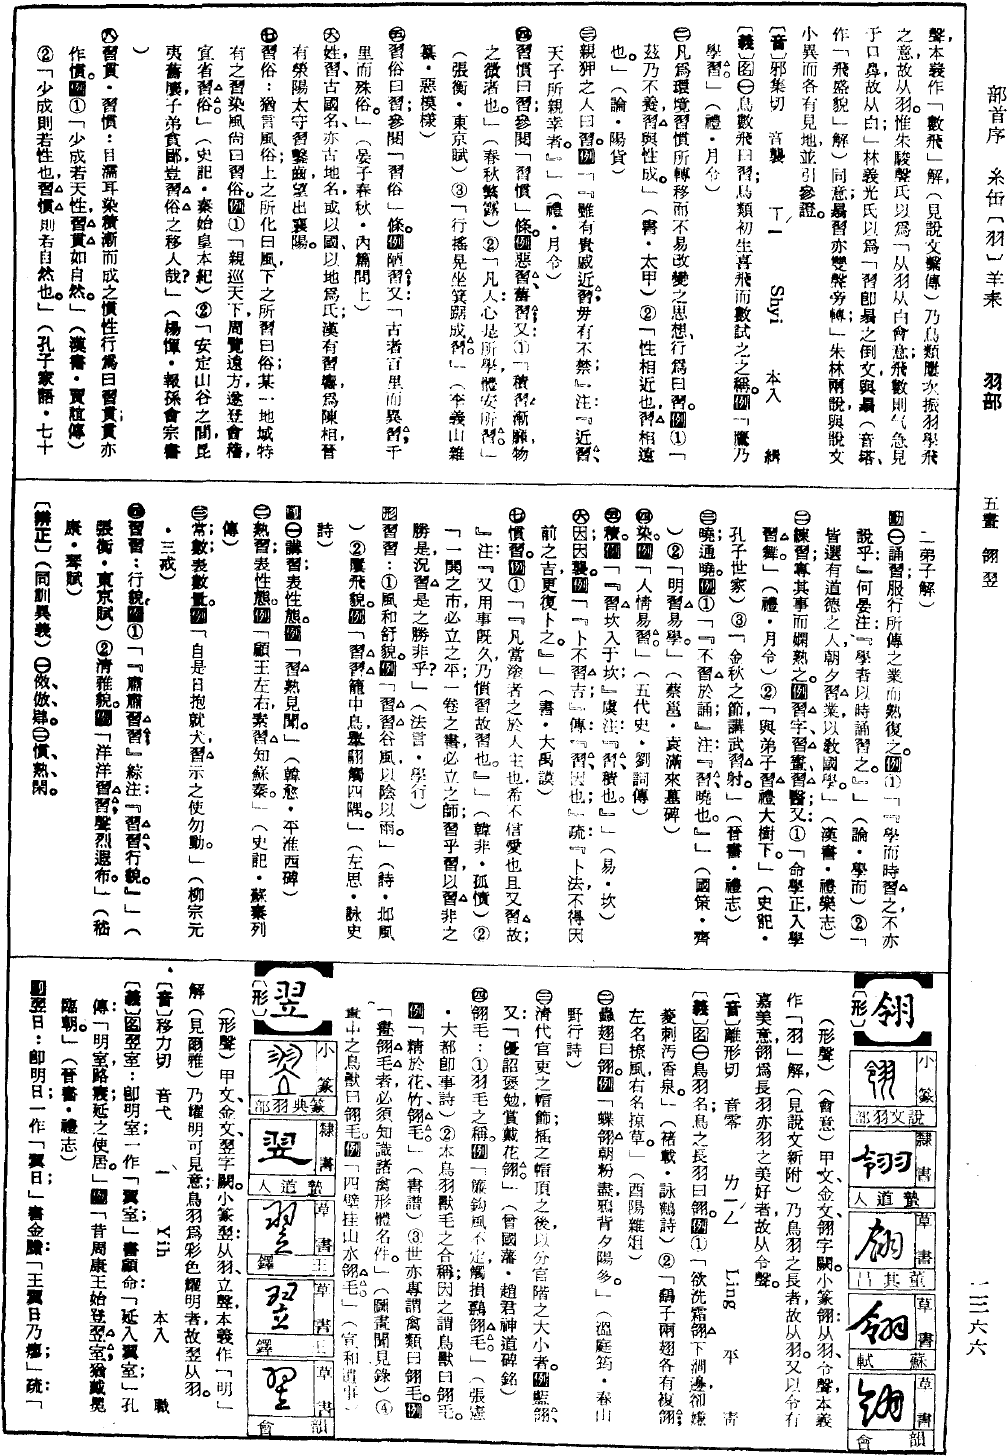 部首序 糸缶〔羽〕羊耒 羽部 五畫 翎 翌 一三六六
聲,本義作「數飛」解(見說文繫傳)乃鳥類屢次振羽學飛
之意故从羽。惟朱駿聲氏以爲「从羽从白會意,飛數則气急見
于口鼻故从白」林義光氏以爲「習卽㬎之倒文與㬎(音塔、
作「飛盛貌」解)同意,㬎習亦雙聲旁轉」朱林兩說與說文
小異而各有見地並引參證。
〔音〕邪集切 音襲 ㄒㄧˊ Shyi 本入 緝
〔義〕名㊀鳥數飛曰習;鳥類初生喜飛而數試之之稱。例「鷹乃
學習。」(禮・月令)
㊁凡爲環境習慣所轉移而不易改變之思想、行爲曰習。例①「
茲乃不義,習與性成。」(書・太甲)②「性相近也,習相遠
也。」(論・陽貨)
㊂親狎之人曰習。例「『雖有貴戚近習,毋有不禁』注:『近習、
天子所親幸者。』」(禮・月令)
㊃習慣曰習;參閱「習慣」條。例惡習、舊習;又:①「積習漸靡,物
之微者也。」(春秋繁露)②「凡人心是所學,體安所習。」
(張衡・東京賦)③「行搖晃坐箕踞成習。」(李義山雜
纂・惡模樣)
㊄習俗曰習;參閱「習俗」條。例陋習;又「古者百里而異習,千
里而殊俗。」(晏子春秋・內篇問上)
㊅姓;習、古國名,亦古地名,或以國以地爲氏;漢有習響,爲陳相;晉
有滎陽太守習鑿齒;望出襄陽。
㊆習俗:猶言風俗;上之所化曰風,下之所習曰俗;某一地域特
有之習染風尚曰習俗。例①「親巡天下,周覽遠方,遂登會稽,
宜省習俗。」(史記・秦始皇本紀)②「安定山谷之間,昆
夷舊壤,子弟貪鄙,豈習俗之移人哉?」(楊惲・報孫會宗書
)
㊇習貫・習慣:目濡耳染積漸而成之慣性行爲曰習貫;貫亦
作慣。例①「少成若天性,習貫如自然。」(漢書・賈誼傳)
②「少成則若性也,習慣則若自然也。」(孔子家語・七十
二弟子解)
動㊀誦習;服行所傳之業而熟復之。例①「『學而時習之,不亦
說乎。』何晏注:『學者以時誦習之。』」(論・學而)②「
皆選有道德之人,朝夕習業,以敎國學。」(漢書・禮樂志)
㊁練習;專其事而嫻熟之。例習字、習畫、習醫;又:①「命學正入學
習舞。」(禮・月令)②「與弟子習禮大樹下。」(史記・
孔子世家)③「金秋之節,講武習射。」(晉書・禮志)
㊂曉;通曉。例①「『不習於誦』注:『習、曉也。』」(國策・齊
)②「明習易學。」(蔡邕・袁滿來墓碑)
㊃染。例「人情易習。」(五代史・劉詞傳)
㊄積。例「『習坎入于坎』虞注:『習、積也。』」(易・坎)
㊅因;因襲。例「『卜不習吉。』傳:『習、因也』疏:『卜法不得因
前之吉更復卜之。』」(書・大禹謨)
㊆慣習。例①「『凡當塗者之於人主也,希不信愛也,且又習故;
』注:『又用事旣久,乃慣習故習也。』」(韓非・孤憤)②
「一閧之市,必立之平,一卷之書,必立之師;習乎習,以習非之
勝是,況習是之勝非乎?」(法言・學行)
形習習:①風和舒貌。例「習習谷風,以陰以雨。」(詩・邶風
)②屢飛貌。例「習習籠中鳥,擧翮觸四隅。」(左思・詠史
詩)
副㊀講習;表性態。例「習熟見聞。」(韓愈・平淮西碑)
㊁熟習;表性態。例「顧王左右素習知蘇秦。」(史記・蘇秦列
傳)
㊂常;數;表數量。例「自是日抱就犬,習示之,使勿動。」(柳宗元
・三戒)
㊃習習:行貌。例①「『肅肅習習』綜注:『習習、行貌。』」(
張衡・東京賦)②清雅貌。例「洋洋習習,聲烈遐布。」(嵇
康・琴賦)
〔辨正〕(同訓異義)㊀效、倣、肄。㊁慣、熟、閑。
【翎】
〔形〕
小篆 說文羽部
隸書 蟄道人
草書 董其昌
草書 蘇軾
草書 韻會
(形聲)(會意)甲文、金文翎字闕,小篆翎:从羽、令聲,本義
作「羽」解,(見說文新附)乃鳥羽之長者,故从羽。又以令有
嘉美意,翎爲長羽亦羽之美好者,故从令聲。
〔音〕離形切 音零 ㄌㄧㄥˊ Ling 平 青
〔義〕名㊀鳥羽名;鳥之長羽曰翎。例①「欲洗霜翎下澗邊,卻嫌
菱刺汚香泉。」(褚載・詠鶴詩)②「鷂子兩翅各有複翎,
左名撩風,右名掠草。」(酉陽雜俎)
㊁蟲翅曰翎。例「蝶翎朝粉盡,鴉背夕陽多。」(溫庭筠・春山
野行詩)
㊂清代官吏之帽飾;插之帽頂之後,以分官階之大小者。例藍翎;
又「優詔褒勉,賞戴花翎。」(曾國藩・趙君神道碑銘)
㊃翎毛:①羽毛之稱。例「簾鈎風不定,觸損鸚翎毛。」(張憲
・大都卽事詩)②本鳥羽獸毛之合稱,因之謂鳥獸曰翎毛。
例「精於花竹翎毛。」(書譜)③世亦專謂禽類曰翎毛。例
「畫翎毛者,必須知識諸禽形體名件。」(圖畫聞見錄)④
畫中之鳥獸曰翎毛。例「四壁挂山水翎毛」(宣和遺事)
【翌】
〔形〕
小篆 篆典羽部
隸書 蟄道人
草書 王鐸
草書 王鐸
草書 韻會
(形聲)甲文、金文翌字闕,小篆翌:从羽、立聲,本義作「明」
解(見爾雅)乃曜明可見意,鳥羽爲彩色耀明者,故翌从羽。
〔音〕移力切 音弋 ㄧˋ Yih 本入 職
〔義〕名翌室:卽明室;一作「翼室」書顧命「延入翼室」孔
傳:「明室,路寢,延之使居。」例「昔周康王始登翌室,猶戴冕
臨朝。」(晉書・禮志)
副翌日:卽明日;一作「翼日」書金縢「王翼日乃瘳」疏:「